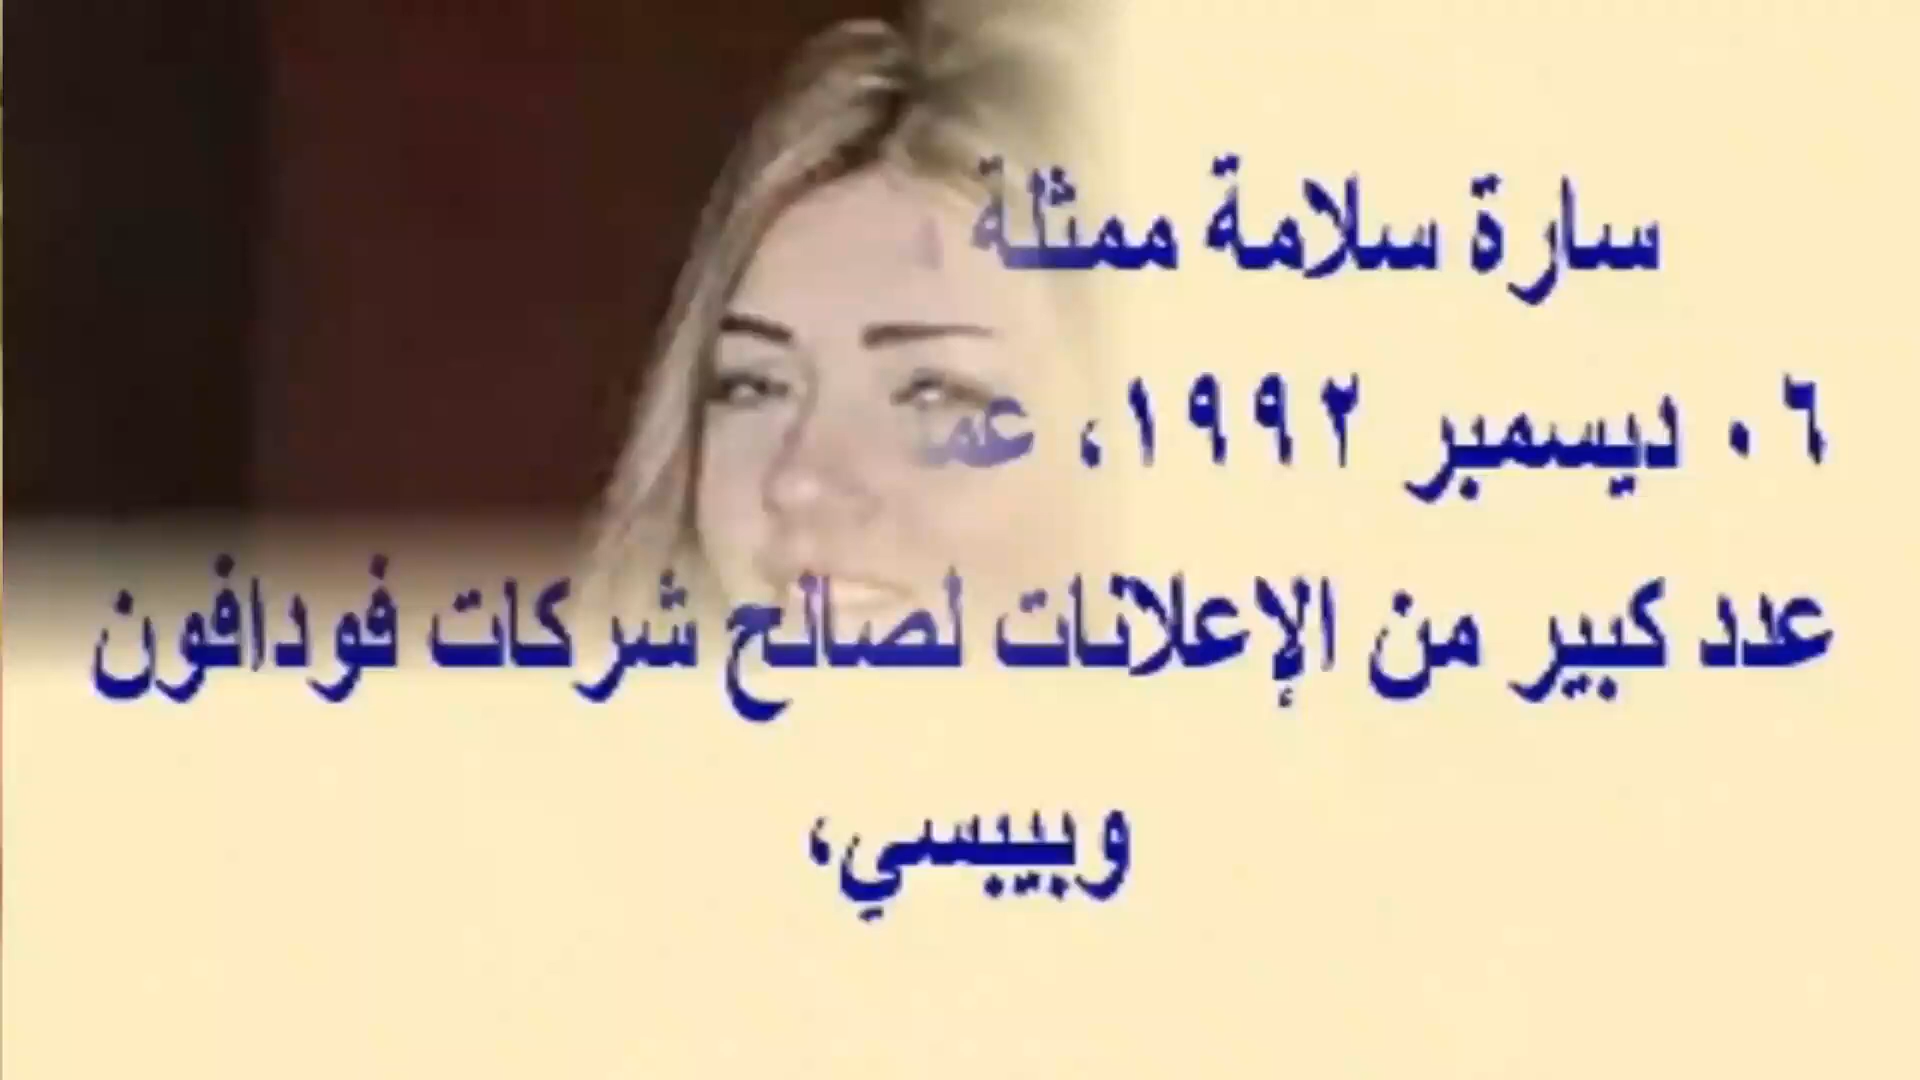 سارة سلامة ممثلة
٠٦ ديسمبر ١٩٩٢،
عدد كبير من الإعلانات لصالح شركات فودافون
وبيبسي،